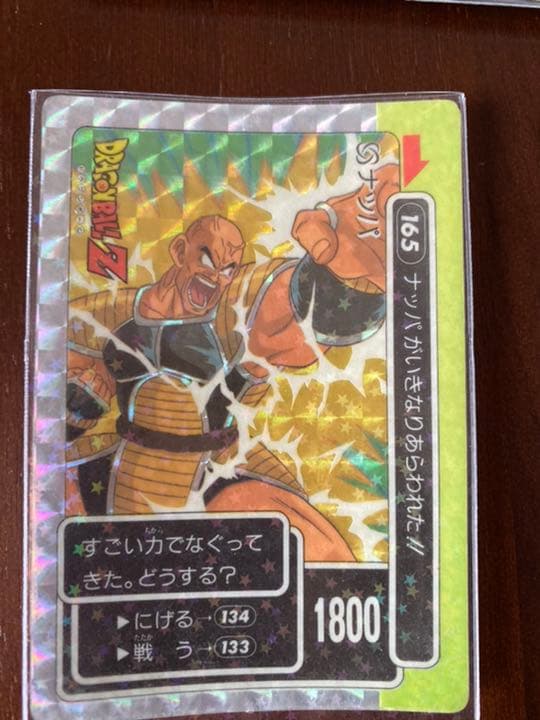 165 ナッパがいきなりあらわれた!!
ナッパ
DRAGONBALL Z
すごい力でなぐって
きた。どうする?
▶にげる→134
▶戦う→133
1800